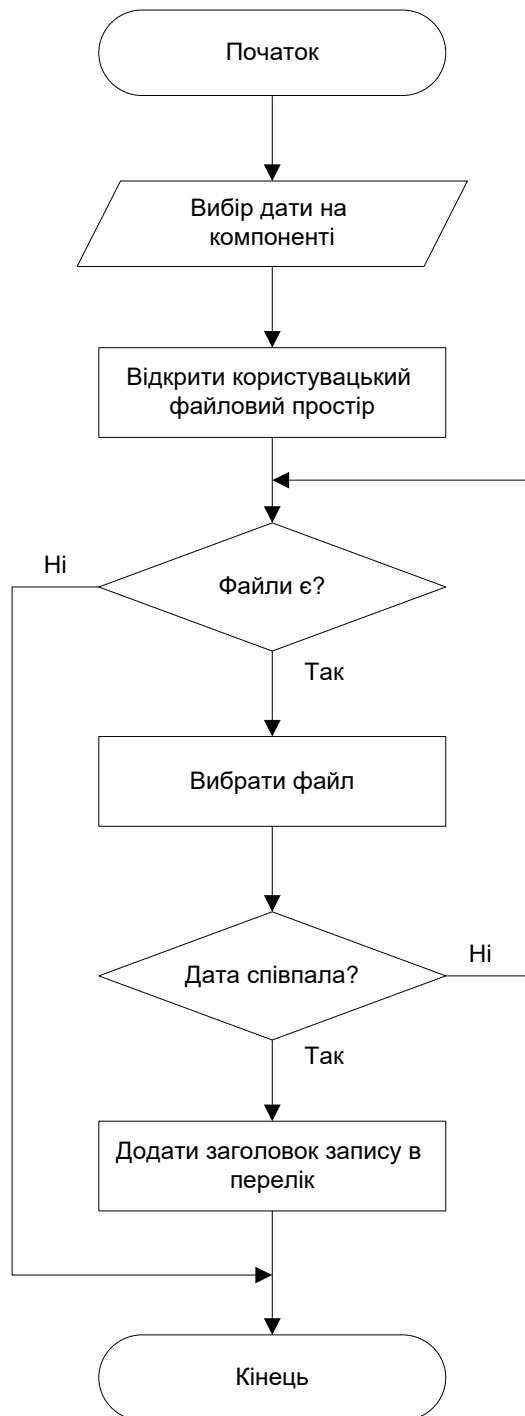 Початок
Вибір дати на
компоненті
Відкрити користувацький
файловий простір
Ні
Файли є?
Так
Вибрати файл
Ні
Дата співпала?
Так
Додати заголовок запису в
перелік
Кінець